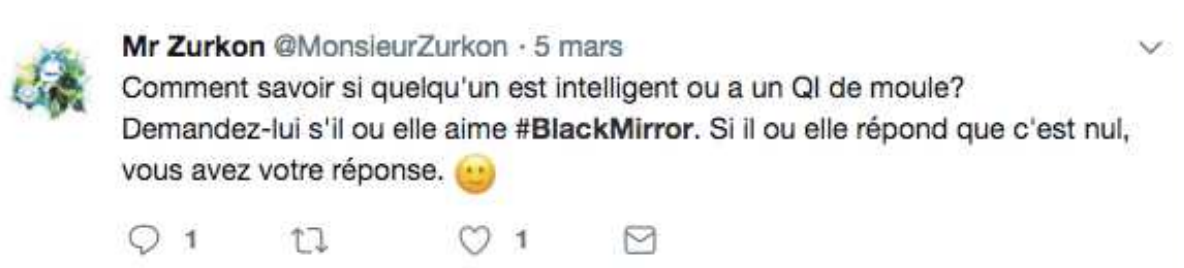 Mr Zurkon @MonsieurZurkon · 5 mars
Comment savoir si quelqu'un est intelligent ou a un QI de moule?
Demandez-lui s'il ou elle aime #BlackMirror. Si il ou elle répond que c'est nul,
vous avez votre réponse. 🙂
1 1